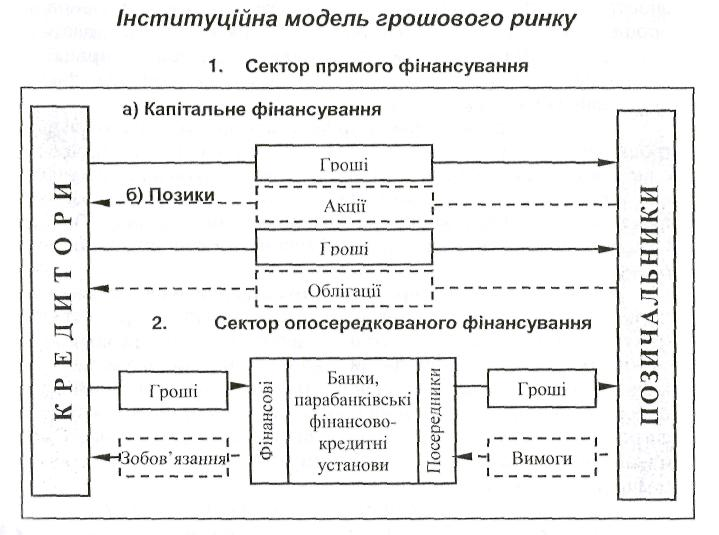 Інституційна модель грошового ринку
1. Сектор прямого фінансування
а) Капітальне фінансування
Гроші
б) Позики
Акції
Гроші
Облігації
2. Сектор опосередкованого фінансування
КРЕДИТОРИ
Гроші
Зобов’язання
Фінансові
Банки,
парабанківські
фінансово-
кредитні
установи
Посередники
Гроші
Вимоги
ПОЗИЧАЛЬНИКИ